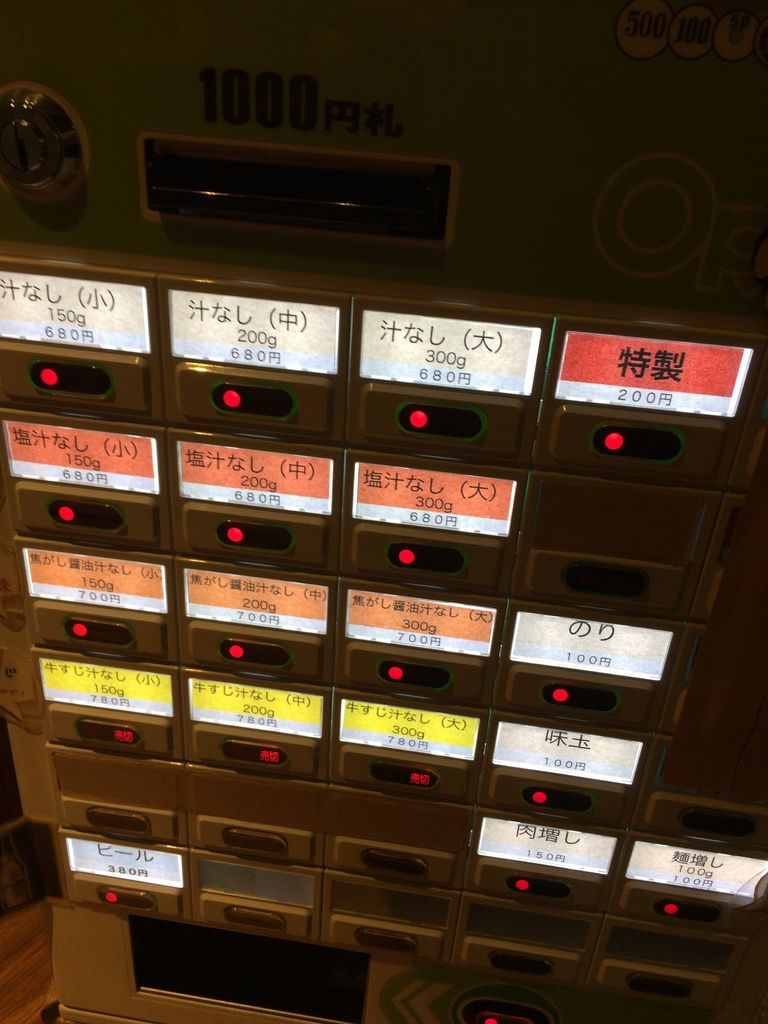 500 100 50
1000円札
汁なし（小）
150g
680円
汁なし（中）
200g
680円
汁なし（大）
300g
680円
特製
200円
塩汁なし（小）
150g
680円
塩汁なし（中）
200g
680円
塩汁なし（大）
300g
680円
焦がし醤油汁なし（小
150g
700円
焦がし醤油汁なし（中）
200g
700円
焦がし醤油汁なし（大）
300g
700円
のり
100円
牛すじ汁なし（小）
150g
780円
売切
牛すじ汁なし（中）
200g
780円
売切
牛すじ汁なし（大）
300g
780円
売切
味玉
100円
ビール
380円
肉増し
150円
麺増し
100g
100円